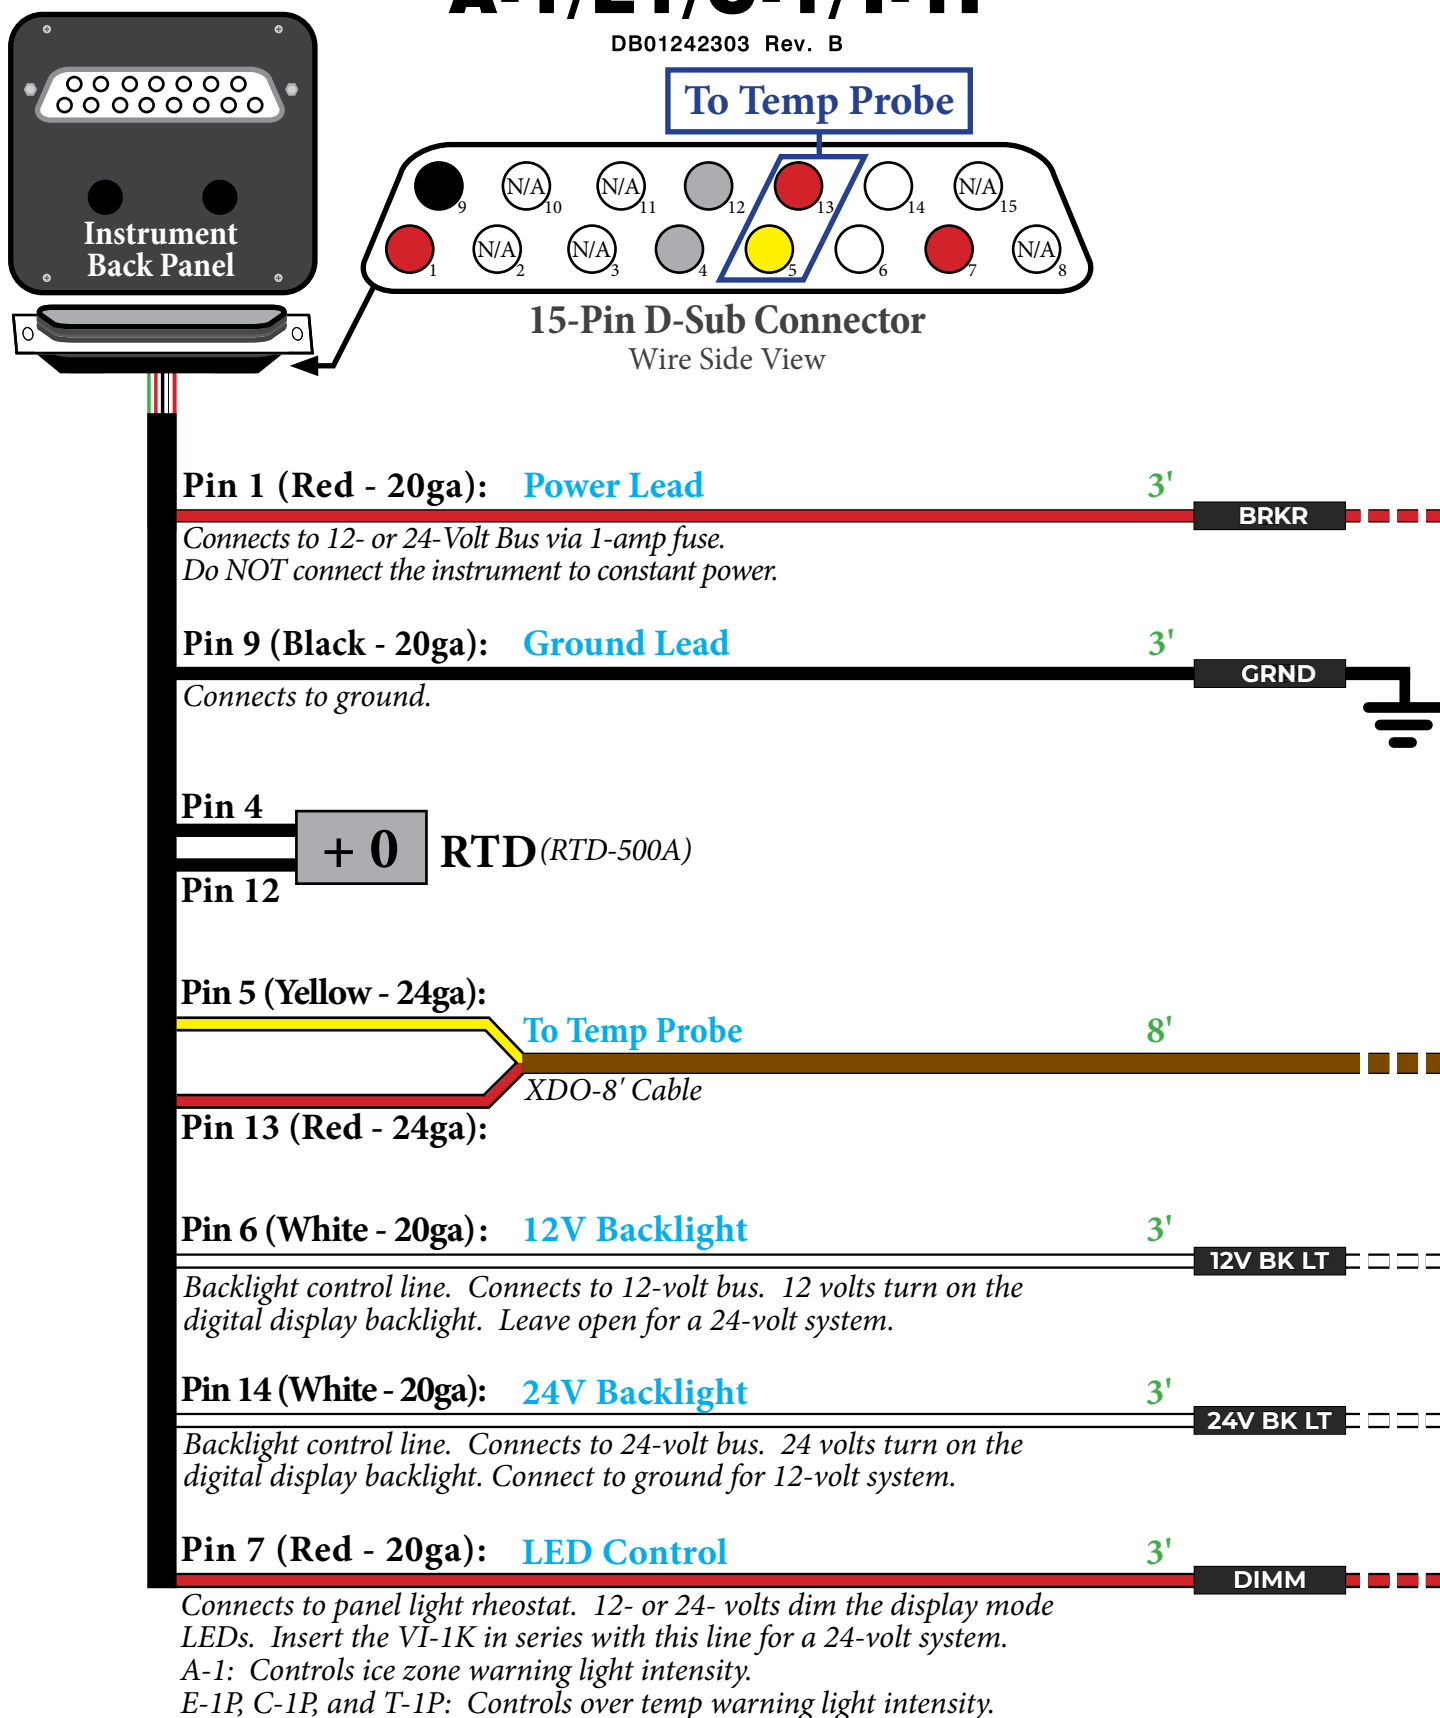 DB01242303 Rev. B
To Temp Probe
9
N/A
10
N/A
11
12
13
14
N/A
15
1
N/A
2
N/A
3
4
5
6
7
N/A
8
Instrument
Back Panel
15-Pin D-Sub Connector
Wire Side View
Pin 1 (Red - 20ga): Power Lead 3'
BRKR
Connects to 12- or 24-Volt Bus via 1-amp fuse.
Do NOT connect the instrument to constant power.
Pin 9 (Black - 20ga): Ground Lead 3'
GRND
Connects to ground.
Pin 4
+ 0 RTD (RTD-500A)
Pin 12
Pin 5 (Yellow - 24ga):
To Temp Probe 8'
XDO-8' Cable
Pin 13 (Red - 24ga):
Pin 6 (White - 20ga): 12V Backlight 3'
12V BK LT
Backlight control line. Connects to 12-volt bus. 12 volts turn on the
digital display backlight. Leave open for a 24-volt system.
Pin 14 (White - 20ga): 24V Backlight 3'
24V BK LT
Backlight control line. Connects to 24-volt bus. 24 volts turn on the
digital display backlight. Connect to ground for 12-volt system.
Pin 7 (Red - 20ga): LED Control 3'
DIMM
Connects to panel light rheostat. 12- or 24- volts dim the display mode
LEDs. Insert the VI-1K in series with this line for a 24-volt system.
A-1: Controls ice zone warning light intensity.
E-1P, C-1P, and T-1P: Controls over temp warning light intensity.